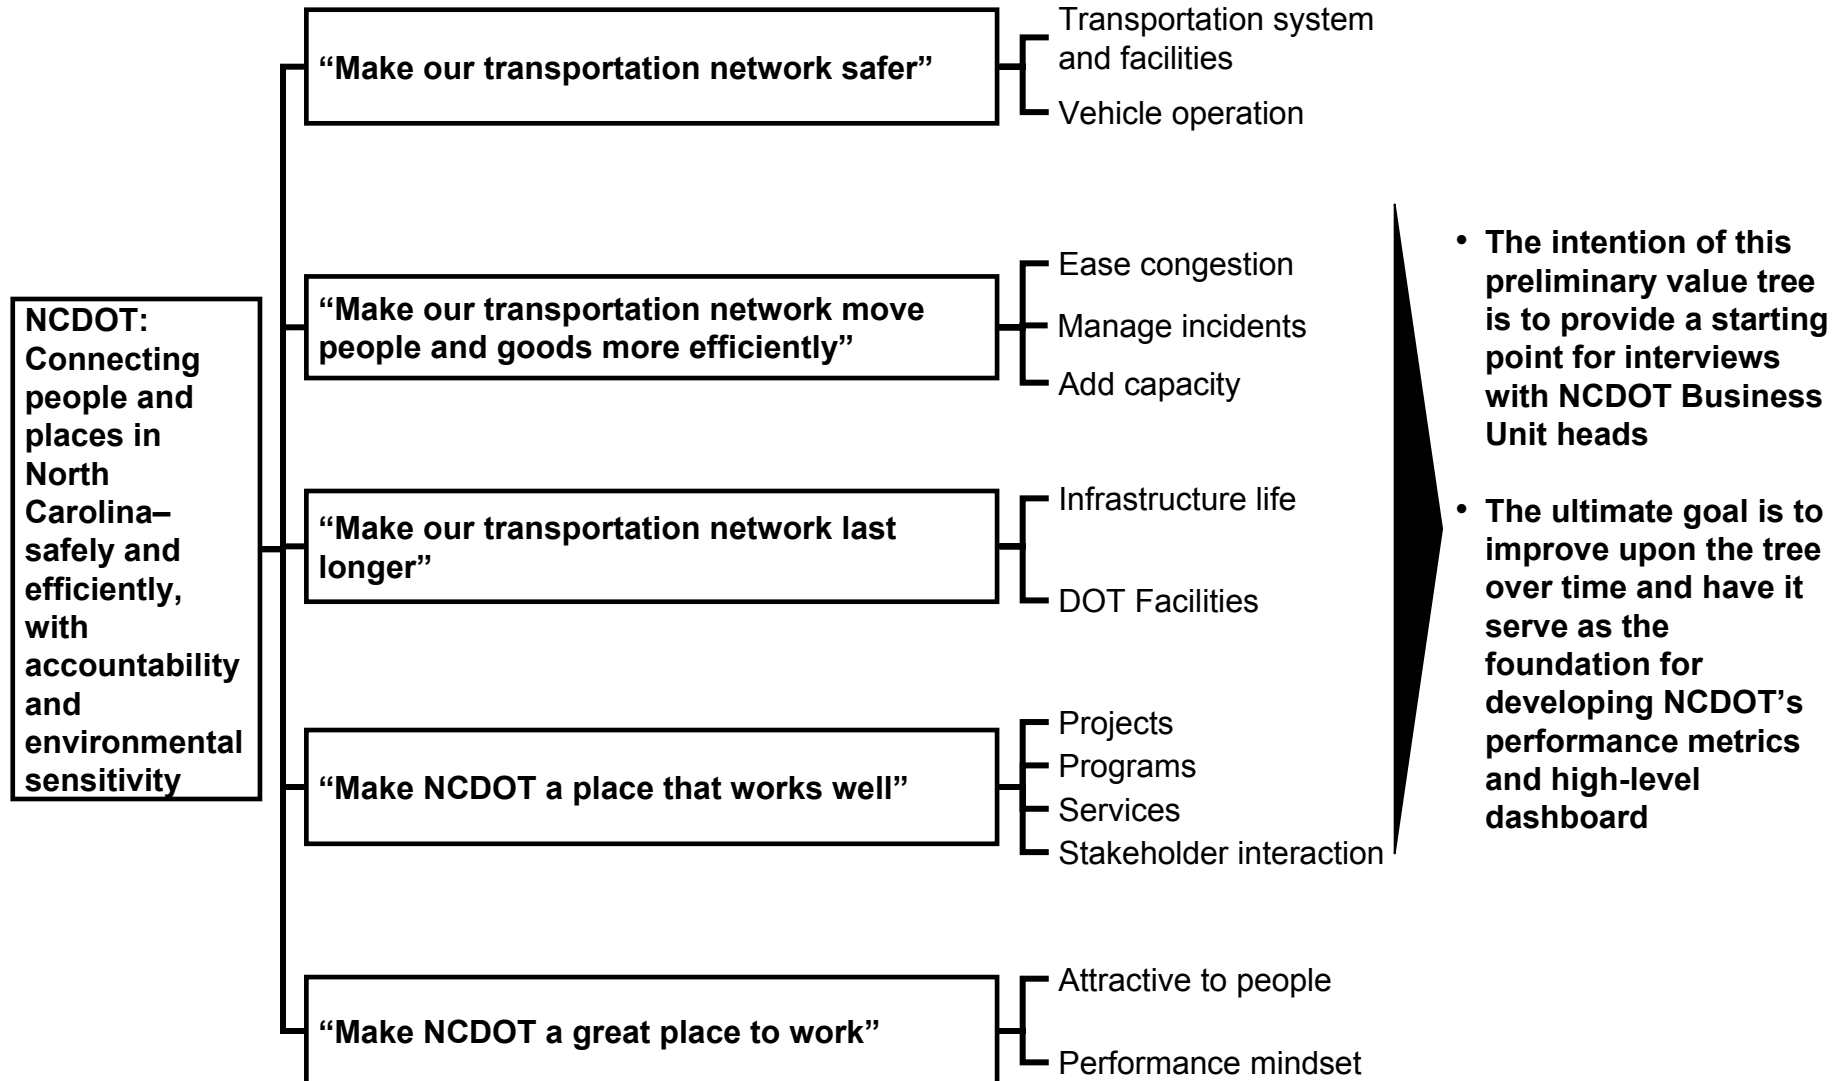 NCDOT:
Connecting
people and
places in
North
Carolina–
safely and
efficiently,
with
accountability
and
environmental
sensitivity
“Make our transportation network safer”
Transportation system
and facilities
Vehicle operation
“Make our transportation network move
people and goods more efficiently”
Ease congestion
Manage incidents
Add capacity
“Make our transportation network last
longer”
Infrastructure life
DOT Facilities
“Make NCDOT a place that works well”
Projects
Programs
Services
Stakeholder interaction
“Make NCDOT a great place to work”
Attractive to people
Performance mindset
• The intention of this
preliminary value tree
is to provide a starting
point for interviews
with NCDOT Business
Unit heads
• The ultimate goal is to
improve upon the tree
over time and have it
serve as the
foundation for
developing NCDOT’s
performance metrics
and high-level
dashboard